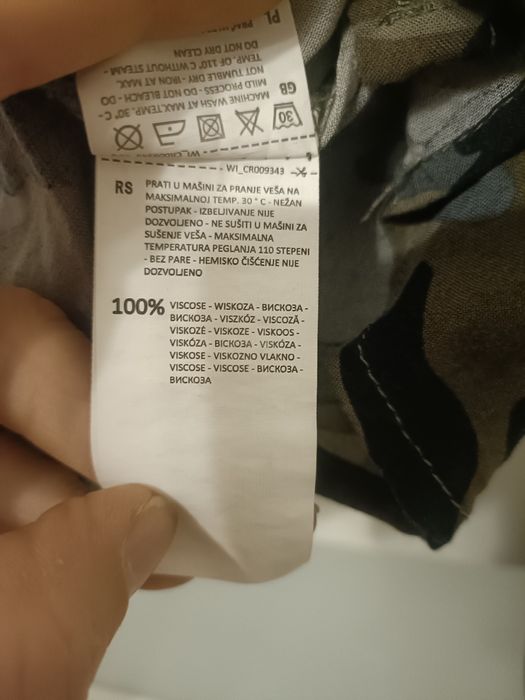 PL
GB MACHINE WASH AT MAX.TEMP. 30°C -
MILD PROCESS - DO NOT BLEACH - DO
NOT TUMBLE DRY - IRON AT MAX.
TEMP. OF 110°C WITHOUT STEAM -
DO NOT DRY CLEAN
30
WI_CR009343
RS PRATI U MAŠINI ZA PRANJE VEŠA NA
MAKSIMALNOJ TEMP. 30 ° C - NEŽAN
POSTUPAK - IZBELJIVANJE NIJE
DOZVOLJENO - NE SUŠITI U MAŠINI ZA
SUŠENJE VEŠA - MAKSIMALNA
TEMPERATURA PEGLANJA 110 STEPENI
- BEZ PARE - HEMISKO ČIŠĆENJE NIJE
DOZVOLJENO
100% VISCOSE - WISKOZA - ВИСКОЗА -
ВИСКОЗА - VISZKÓZ - VISCOZĂ -
VISKOZĖ - VISKOZE - VISKOOS -
VISKÓZA - ВІСКОЗА - VISKÓZA -
VISKOSE - VISKOZNO VLAKNO -
VISCOSE - VISCOSE - ВИСКОЗА -
ВИСКОЗА